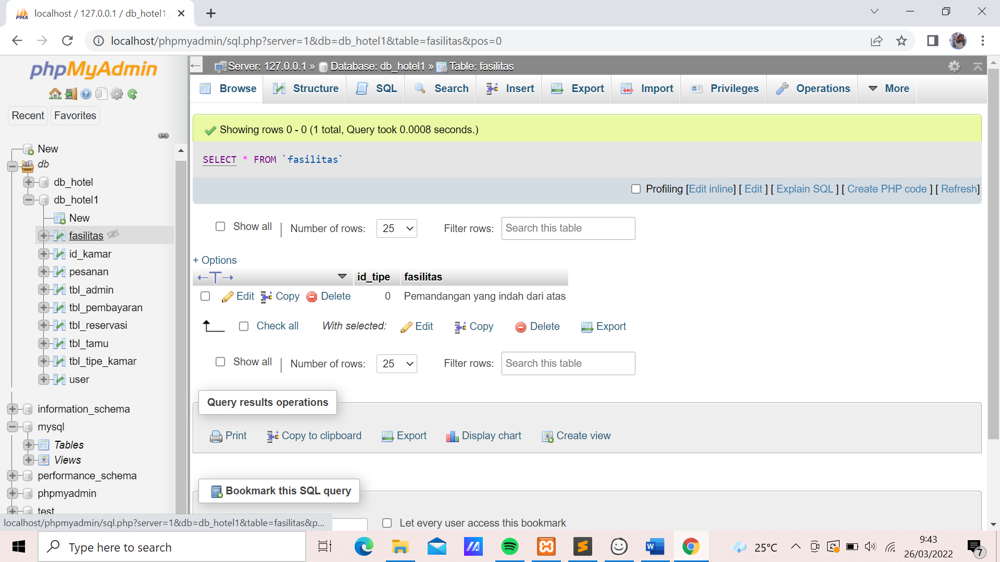 localhost / 127.0.0.1 / db_hotel1
localhost/phpmyadmin/sql.php?server=1&db=db_hotel1&table=fasilitas&pos=0
phpMyAdmin
Recent
Favorites
New
db
db_hotel
db_hotel1
New
fasilitas
id_kamar
pesanan
tbl_admin
tbl_pembayaran
tbl_reservasi
tbl_tamu
tbl_tipe_kamar
user
information_schema
mysql
Tables
Views
performance_schema
phpmyadmin
test
localhost/phpmyadmin/sql.php?server=1&db=db_hotel1&table=fasilitas&p...
Server: 127.0.0.1 » Database: db_hotel1 » Table: fasilitas
Browse Structure SQL Search Insert Export Import Privileges Operations More
Showing rows 0 - 0 (1 total, Query took 0.0008 seconds.)
SELECT * FROM `fasilitas`
Profiling [Edit inline] [ Edit ] [ Explain SQL ] [ Create PHP code ] [ Refresh]
Show all | Number of rows: 25 Filter rows: Search this table
+ Options
←T→ id_tipe fasilitas
Edit Copy Delete 0 Pemandangan yang indah dari atas
Check all With selected: Edit Copy Delete Export
Show all | Number of rows: 25 Filter rows: Search this table
Query results operations
Print Copy to clipboard Export Display chart Create view
Bookmark this SQL query
Let every user access this bookmark
Type here to search
25°C
9:43
26/03/2022
7